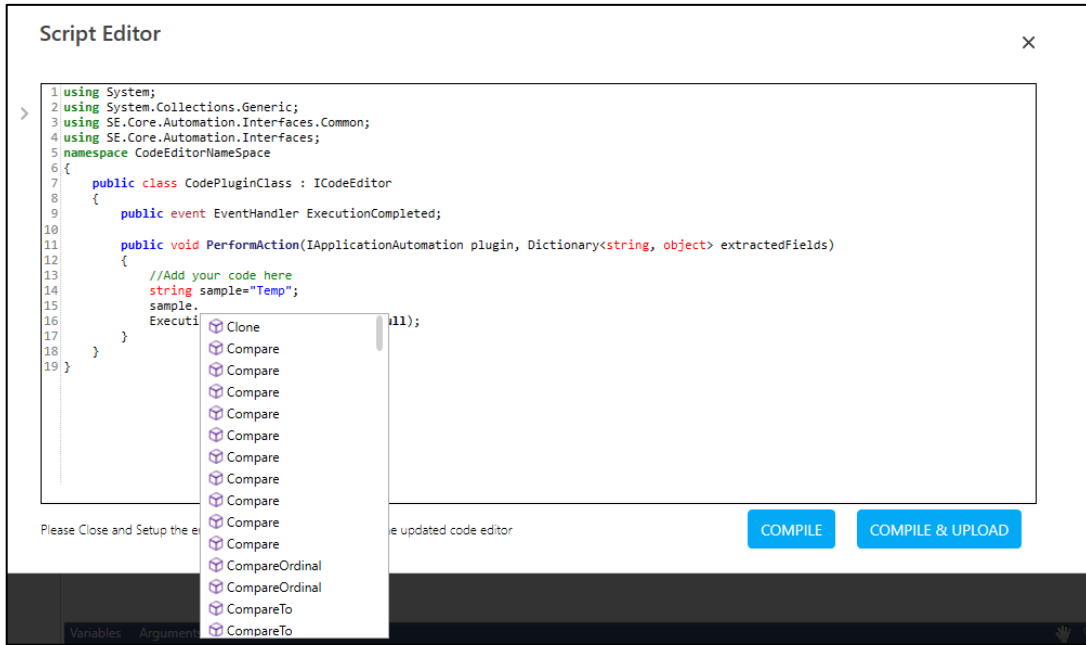 Script Editor
×
1 using System;
2 using System.Collections.Generic;
3 using SE.Core.Automation.Interfaces.Common;
4 using SE.Core.Automation.Interfaces;
5 namespace CodeEditorNameSpace
6 {
7 public class CodePluginClass : ICodeEditor
8 {
9 public event EventHandler ExecutionCompleted;
10
11 public void PerformAction(IApplicationAutomation plugin, Dictionary<string, object> extractedFields)
12 {
13 //Add your code here
14 string sample="Temp";
15 sample.
16 Executi ull);
17 }
18 }
19 }
Clone
Compare
Compare
Compare
Compare
Compare
Compare
Compare
Compare
Compare
Compare
CompareOrdinal
CompareOrdinal
CompareTo
CompareTo
Please Close and Setup the e e updated code editor
COMPILE
COMPILE & UPLOAD
Variables Argument